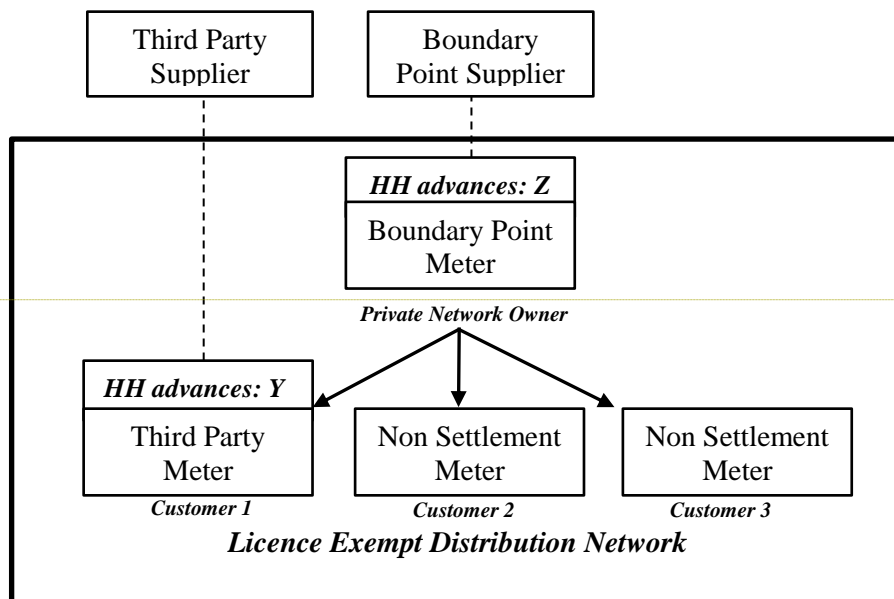 Third Party
Supplier
Boundary
Point Supplier
HH advances: Z
Boundary Point
Meter
Private Network Owner
HH advances: Y
Third Party
Meter
Non Settlement
Meter
Non Settlement
Meter
Customer 1
Customer 2
Customer 3
Licence Exempt Distribution Network